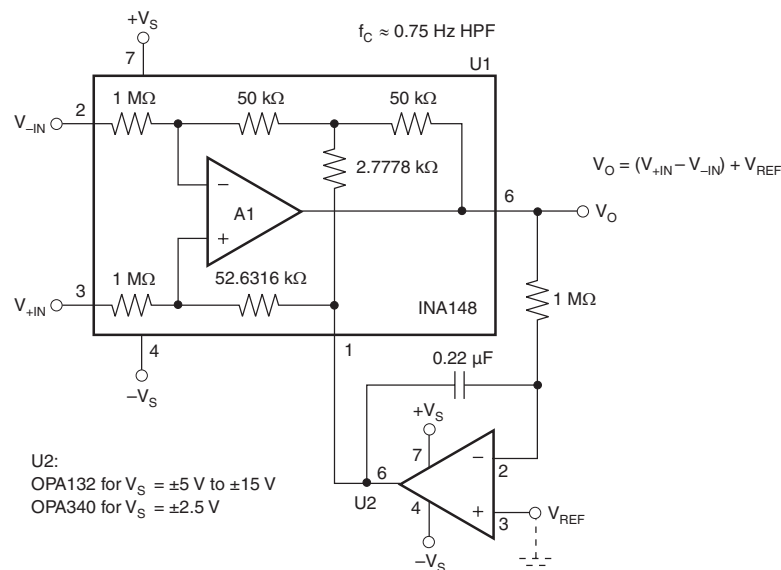 +V_S
f_C ≈ 0.75 Hz HPF
7
U1
1 MΩ
50 kΩ
50 kΩ
2
V_–IN
2.7778 kΩ
V_O = (V_+IN – V_–IN) + V_REF
–
A1
6
V_O
+
1 MΩ
52.6316 kΩ
3
V_+IN
1 MΩ
INA148
4
1
–V_S
0.22 µF
+V_S
7
–
2
U2:
OPA132 for V_S = ±5 V to ±15 V
OPA340 for V_S = ±2.5 V
6
U2
4
+
3
V_REF
–V_S